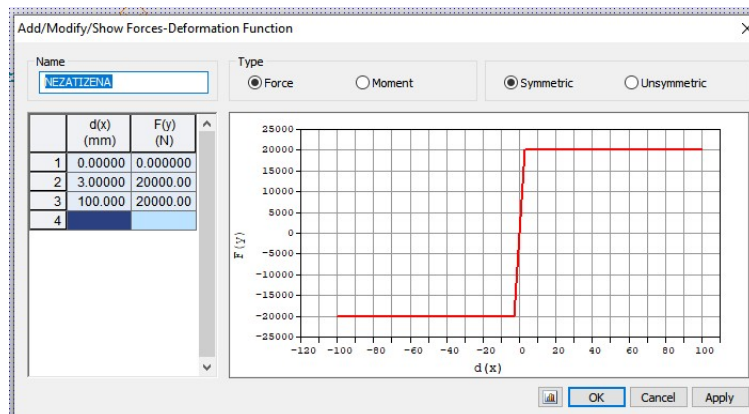 Add/Modify/Show Forces-Deformation Function
Name
NEZATIZENA
Type
Force Moment
Symmetric Unsymmetric
d(x) F(y)
(mm) (N)
1 0.00000 0.000000
2 3.00000 20000.00
3 100.000 20000.00
4
25000
20000
15000
10000
5000
0
-5000
-10000
-15000
-20000
-25000
F(y)
-120 -100 -80 -60 -40 -20 0 20 40 60 80 100
d(x)
OK Cancel Apply